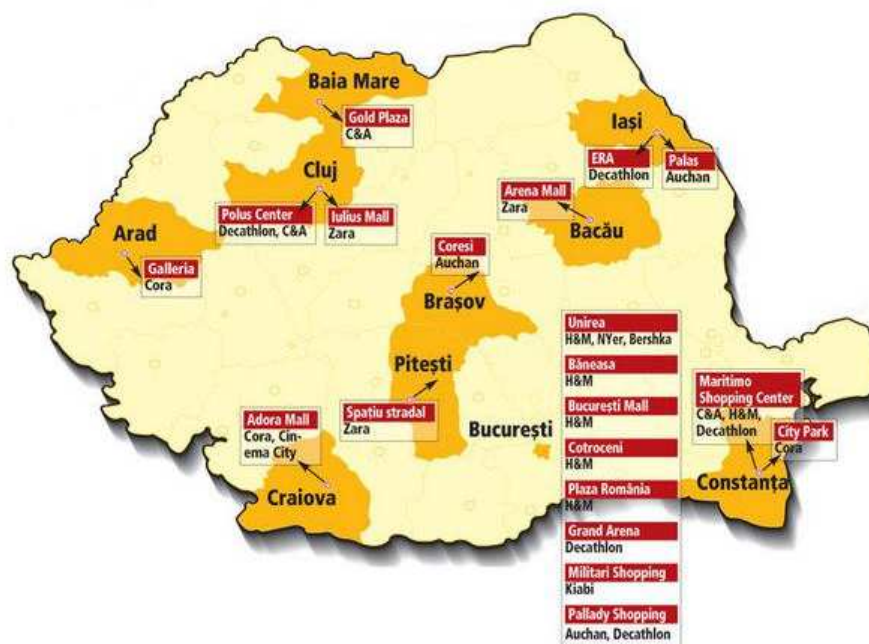 Baia Mare
Gold Plaza
C&A
Iași
ERA
Decathlon
Palas
Auchan
Cluj
Polus Center
Decathlon, C&A
Iulius Mall
Zara
Arena Mall
Zara
Bacău
Arad
Galleria
Cora
Coresi
Auchan
Brașov
Pitești
Spațiu stradal
Zara
Adora Mall
Cora, Cin-
ema City
Craiova
București
Unirea
H&M, NYer, Bershka
Băneasa
H&M
București Mall
H&M
Cotroceni
H&M
Plaza România
H&M
Grand Arena
Decathlon
Militari Shopping
Kiabi
Pallady Shopping
Auchan, Decathlon
Maritimo
Shopping Center
C&A, H&M,
Decathlon
City Park
Cora
Constanța